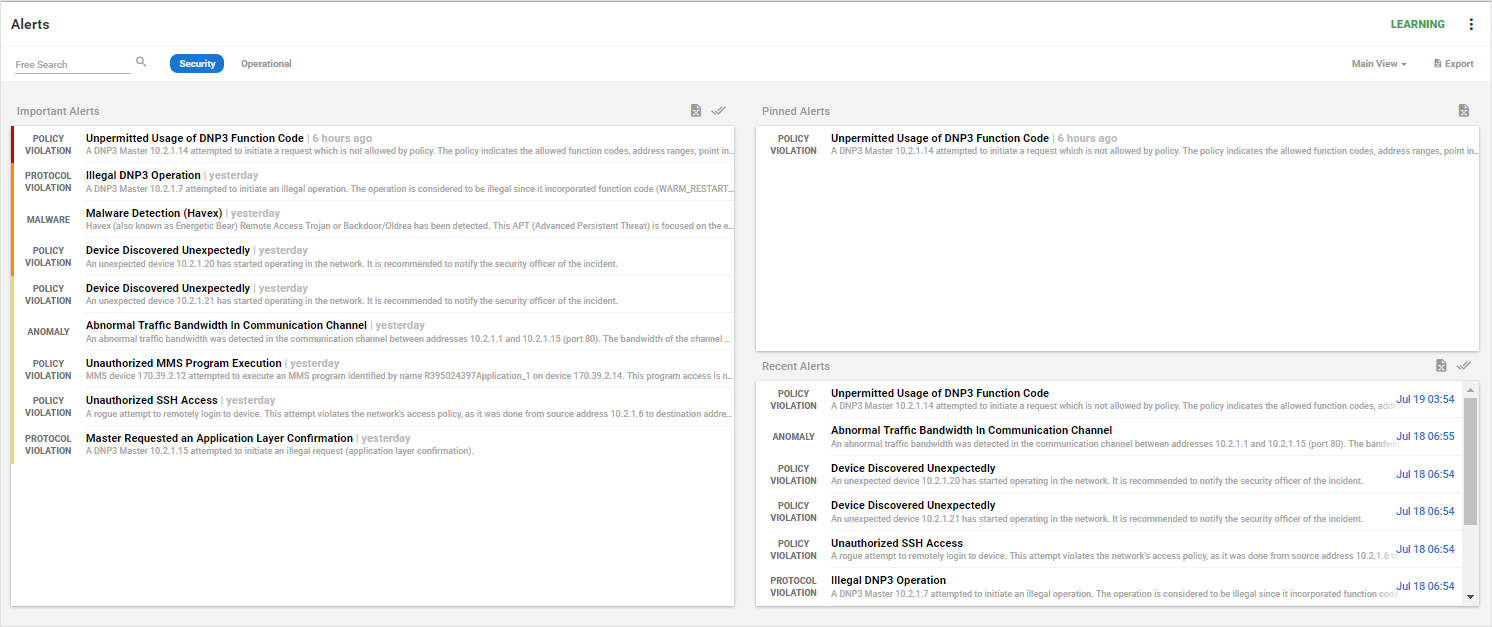 Alerts
LEARNING
Free Search
Security
Operational
Main View
Export
Important Alerts
POLICY VIOLATION
Unpermitted Usage of DNP3 Function Code | 6 hours ago
A DNP3 Master 10.2.1.14 attempted to initiate a request which is not allowed by policy. The policy indicates the allowed function codes, address ranges, point in...
PROTOCOL VIOLATION
Illegal DNP3 Operation | yesterday
A DNP3 Master 10.2.1.7 attempted to initiate an illegal operation. The operation is considered to be illegal since it incorporated function code (WARM_RESTART...
MALWARE
Malware Detection (Havex) | yesterday
Havex (also known as Energetic Bear) Remote Access Trojan or Backdoor/Oldrea has been detected. This APT (Advanced Persistent Threat) is focused on the e...
POLICY VIOLATION
Device Discovered Unexpectedly | yesterday
An unexpected device 10.2.1.20 has started operating in the network. It is recommended to notify the security officer of the incident.
POLICY VIOLATION
Device Discovered Unexpectedly | yesterday
An unexpected device 10.2.1.21 has started operating in the network. It is recommended to notify the security officer of the incident.
ANOMALY
Abnormal Traffic Bandwidth In Communication Channel | yesterday
An abnormal traffic bandwidth was detected in the communication channel between addresses 10.2.1.1 and 10.2.1.15 (port 80). The bandwidth of the channel ...
POLICY VIOLATION
Unauthorized MMS Program Execution | yesterday
MMS device 170.39.2.12 attempted to execute an MMS program identified by name R395024397Application_1 on device 170.39.2.14. This program access is n...
POLICY VIOLATION
Unauthorized SSH Access | yesterday
A rogue attempt to remotely login to device. This attempt violates the network's access policy, as it was done from source address 10.2.1.6 to destination addre...
PROTOCOL VIOLATION
Master Requested an Application Layer Confirmation | yesterday
A DNP3 Master 10.2.1.15 attempted to initiate an illegal request (application layer confirmation).
Pinned Alerts
POLICY VIOLATION
Unpermitted Usage of DNP3 Function Code | 6 hours ago
A DNP3 Master 10.2.1.14 attempted to initiate a request which is not allowed by policy. The policy indicates the allowed function codes, address ranges, point in...
Recent Alerts
POLICY VIOLATION
Unpermitted Usage of DNP3 Function Code
A DNP3 Master 10.2.1.14 attempted to initiate a request which is not allowed by policy. The policy indicates the allowed function codes, addr
Jul 19 03:54
ANOMALY
Abnormal Traffic Bandwidth In Communication Channel
An abnormal traffic bandwidth was detected in the communication channel between addresses 10.2.1.1 and 10.2.1.15 (port 80). The bandwi
Jul 18 06:55
POLICY VIOLATION
Device Discovered Unexpectedly
An unexpected device 10.2.1.20 has started operating in the network. It is recommended to notify the security officer of the incident.
Jul 18 06:54
POLICY VIOLATION
Device Discovered Unexpectedly
An unexpected device 10.2.1.21 has started operating in the network. It is recommended to notify the security officer of the incident.
Jul 18 06:54
POLICY VIOLATION
Unauthorized SSH Access
A rogue attempt to remotely login to device. This attempt violates the network's access policy, as it was done from source address 10.2.1.6 t
Jul 18 06:54
PROTOCOL VIOLATION
Illegal DNP3 Operation
A DNP3 Master 10.2.1.7 attempted to initiate an illegal operation. The operation is considered to be illegal since it incorporated function cod
Jul 18 06:54